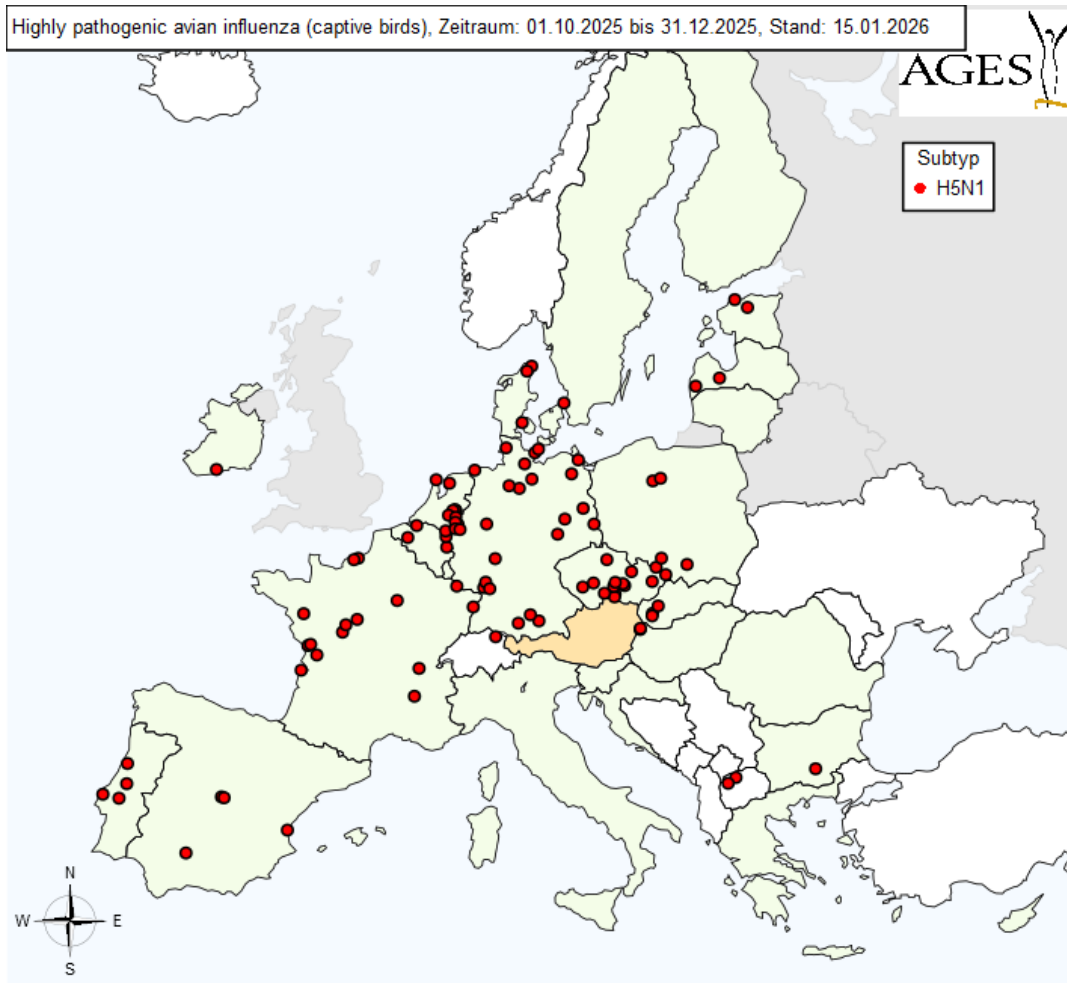 Highly pathogenic avian influenza (captive birds), Zeitraum: 01.10.2025 bis 31.12.2025, Stand: 15.01.2026
AGES
Subtyp
H5N1
N
W E
S